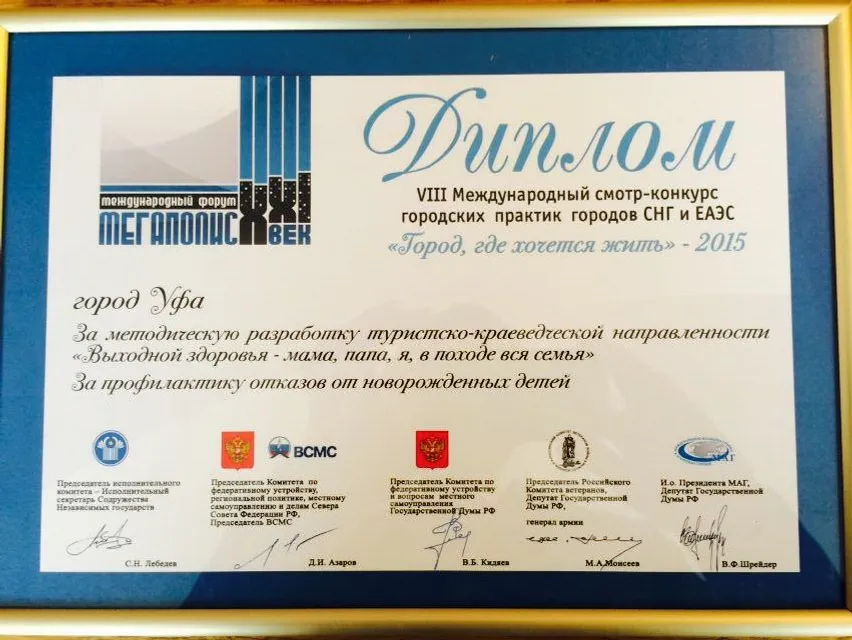 Диплом
международный форум
МЕГАПОЛИС XXI ВЕК
VIII Международный смотр-конкурс
городских практик городов СНГ и ЕАЭС
«Город, где хочется жить» - 2015
город Уфа
За методическую разработку туристско-краеведческой направленности
«Выходной здоровья - мама, папа, я, в походе вся семья»
За профилактику отказов от новорожденных детей
ВСМС
МАГ
Председатель исполнительного
комитета – Исполнительный
секретарь Содружества
Независимых государств
С.Н. Лебедев
Председатель Комитета по
федеративному устройству,
региональной политике, местному
самоуправлению и делам Севера
Совета Федерации РФ,
Председатель ВСМС
Д.И. Азаров
Председатель Комитета по
федеративному устройству
и вопросам местного
самоуправления
Государственной Думы РФ
В.Б. Кидяев
Председатель Российского
Комитета ветеранов,
Депутат Государственной
Думы РФ,
генерал армии
М.А.Моисеев
И.о. Президента МАГ,
Депутат Государственной
Думы РФ
В.Ф.Шрейдер